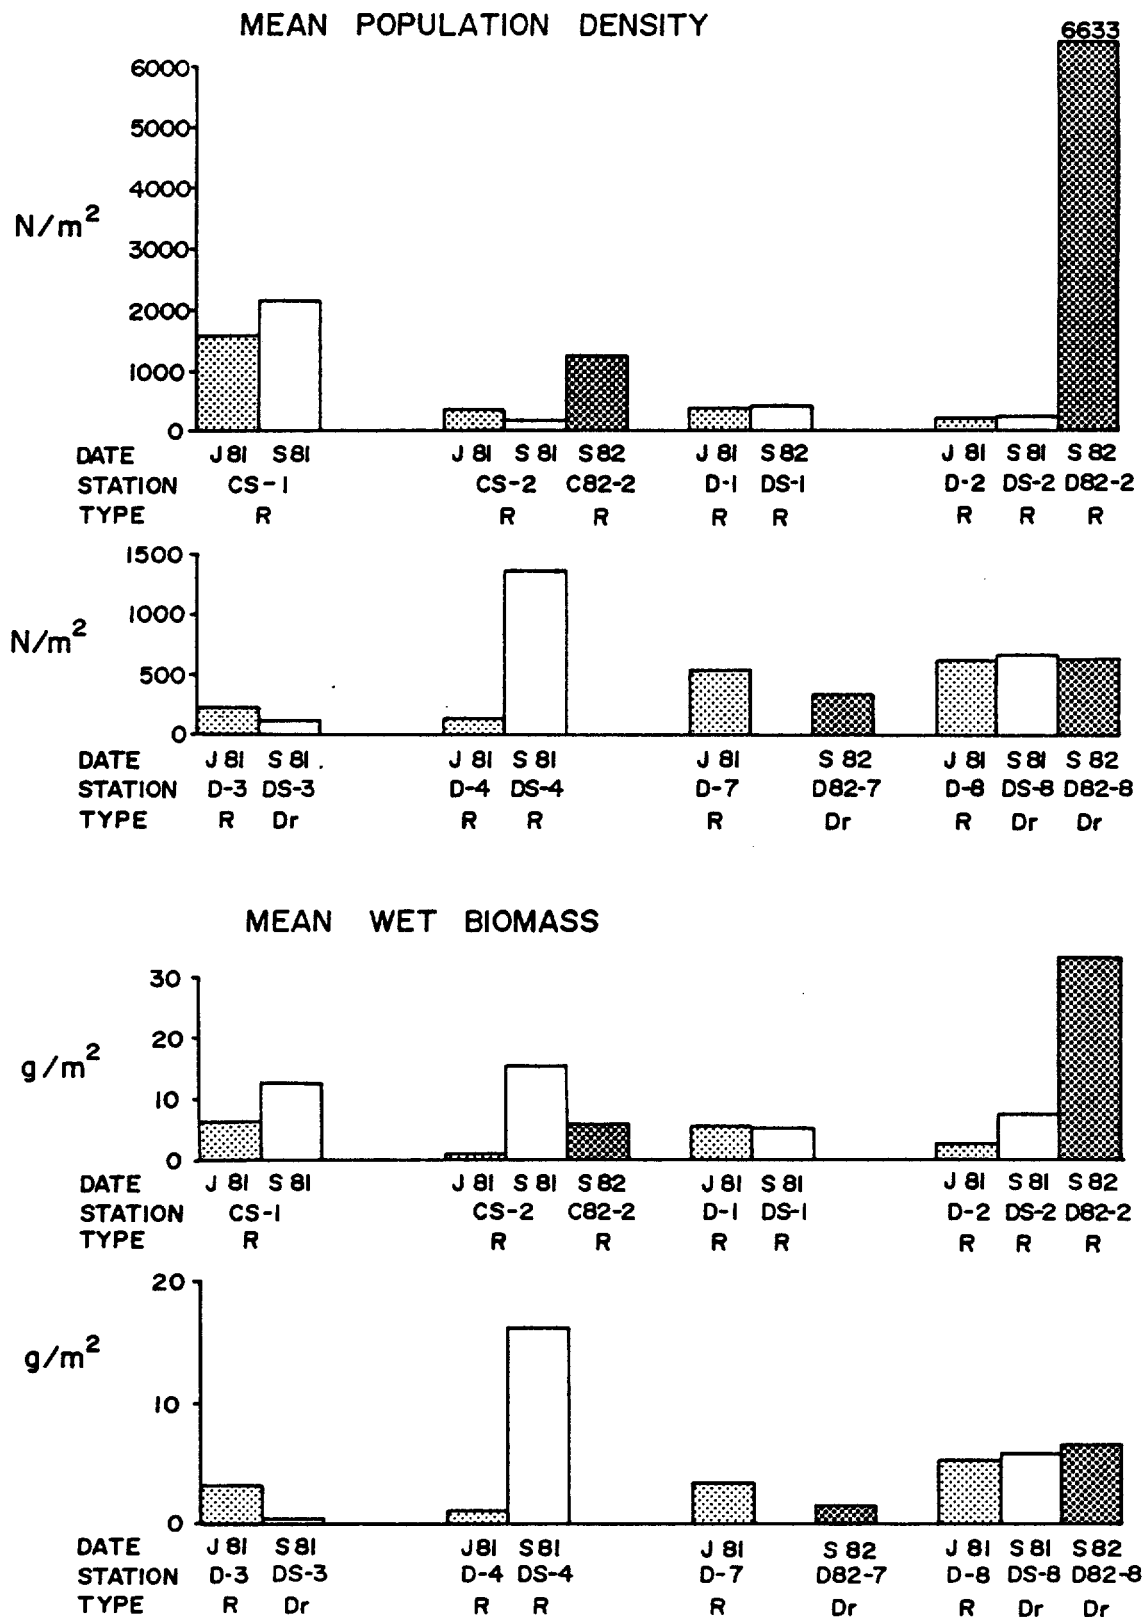 MEAN POPULATION DENSITY
6633
6000
5000
4000
N/m²
3000
2000
1000
0
DATE J 81 S 81 J 81 S 81 S 82 J 81 S 82 J 81 S 81 S 82
STATION CS-1 CS-2 C82-2 D-1 DS-1 D-2 DS-2 D82-2
TYPE R R R R R R R R
1500
1000
N/m²
500
0
DATE J 81 S 81 . J 81 S 81 J 81 S 82 J 81 S 81 S 82
STATION D-3 DS-3 D-4 DS-4 D-7 D82-7 D-8 DS-8 D82-8
TYPE R Dr R R R Dr R Dr Dr
MEAN WET BIOMASS
30
20
g/m²
10
0
DATE J 81 S 81 J 81 S 81 S 82 J 81 S 81 J 81 S 81 S 82
STATION CS-1 CS-2 C82-2 D-1 DS-1 D-2 DS-2 D82-2
TYPE R R R R R R R R
20
g/m²
10
0
DATE J 81 S 81 J81 S 81 J 81 S 82 J 81 S 81 S 82
STATION D-3 DS-3 D-4 DS-4 D-7 D82-7 D-8 DS-8 D82-8
TYPE R Dr R R R Dr R Dr Dr